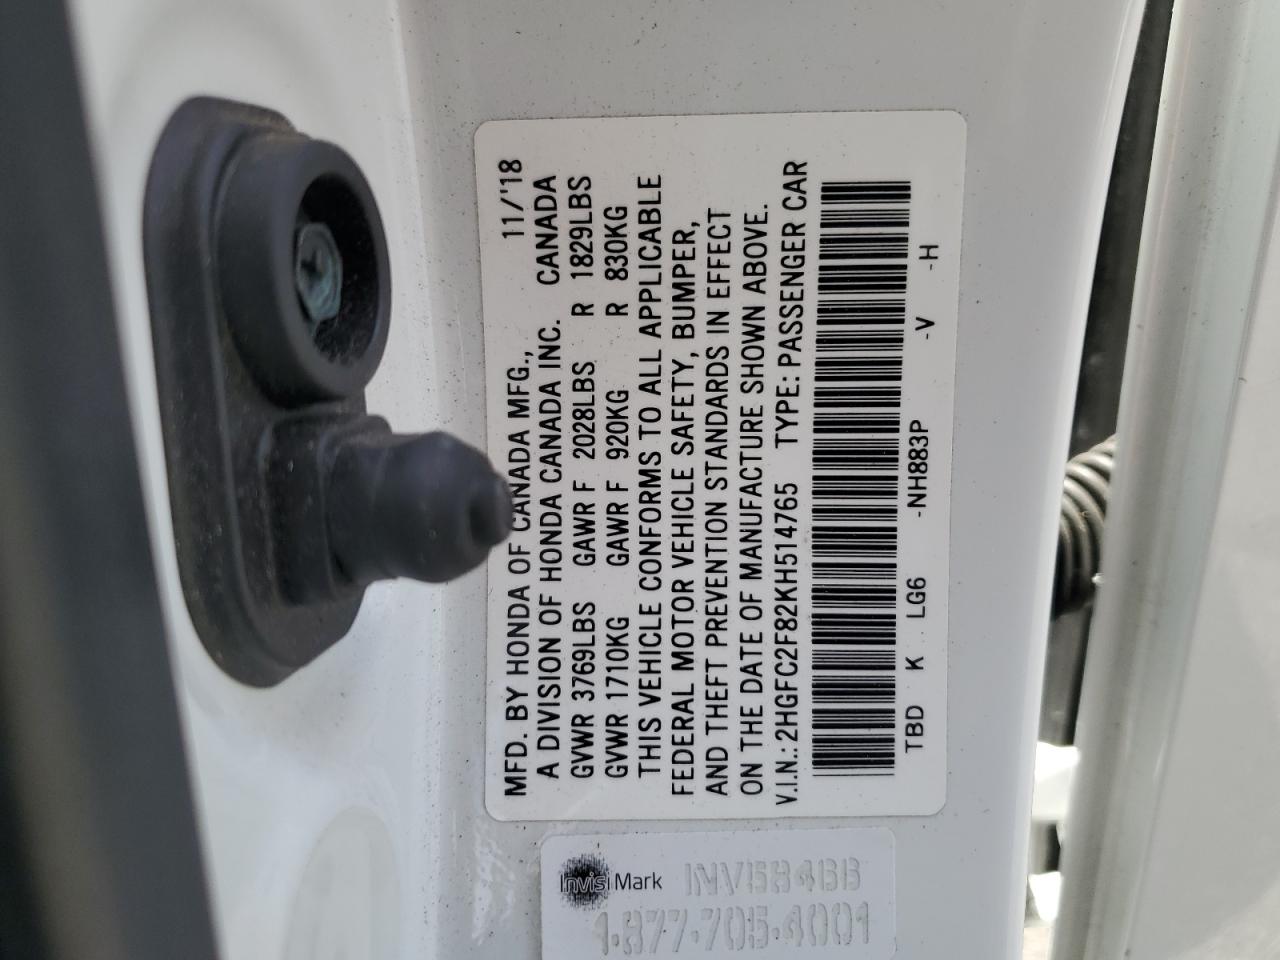 MFD. BY HONDA OF CANADA MFG., 11/'18
A DIVISION OF HONDA CANADA INC. CANADA
GVWR 3769LBS GAWR F 2028LBS R 1829LBS
GVWR 1710KG GAWR F 920KG R 830KG
THIS VEHICLE CONFORMS TO ALL APPLICABLE
FEDERAL MOTOR VEHICLE SAFETY, BUMPER,
AND THEFT PREVENTION STANDARDS IN EFFECT
ON THE DATE OF MANUFACTURE SHOWN ABOVE.
V.I.N.: 2HGFC2F82KH514765 TYPE: PASSENGER CAR
TBD K LG6 -NH883P -V -H
InvisiMark
1-877-705-4001